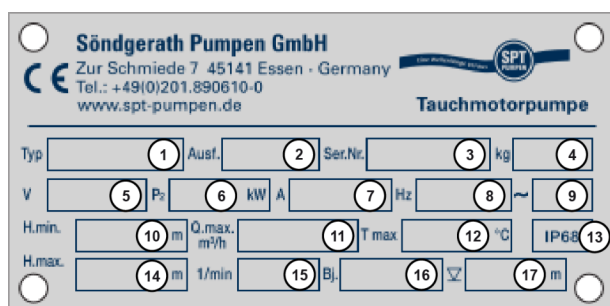 Söndgerath Pumpen GmbH
Zur Schmiede 7 45141 Essen - Germany
Tel.: +49(0)201.890610-0
www.spt-pumpen.de
SPT
PUMPEN
Tauchmotorpumpe
Typ 1 Ausf. 2 Ser.Nr. 3 kg 4
V 5 P2 6 kW A 7 Hz 8 ~ 9
H.min. 10 m Q.max. m³/h 11 T max 12 °C IP68 13
H.max. 14 m 1/min 15 Bj. 16 17 m